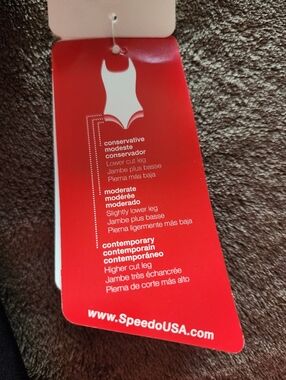 conservative
modeste
conservador
Lower cut leg
Jambe plus basse
Pierna más baja
moderate
modérée
moderado
Slightly lower leg
Jambe plus basse
Pierna ligermente más baja
contemporary
contemporain
contemporáneo
Higher cut leg
Jambe très échancrée
Pierna de corte más alto
www.SpeedoUSA.com